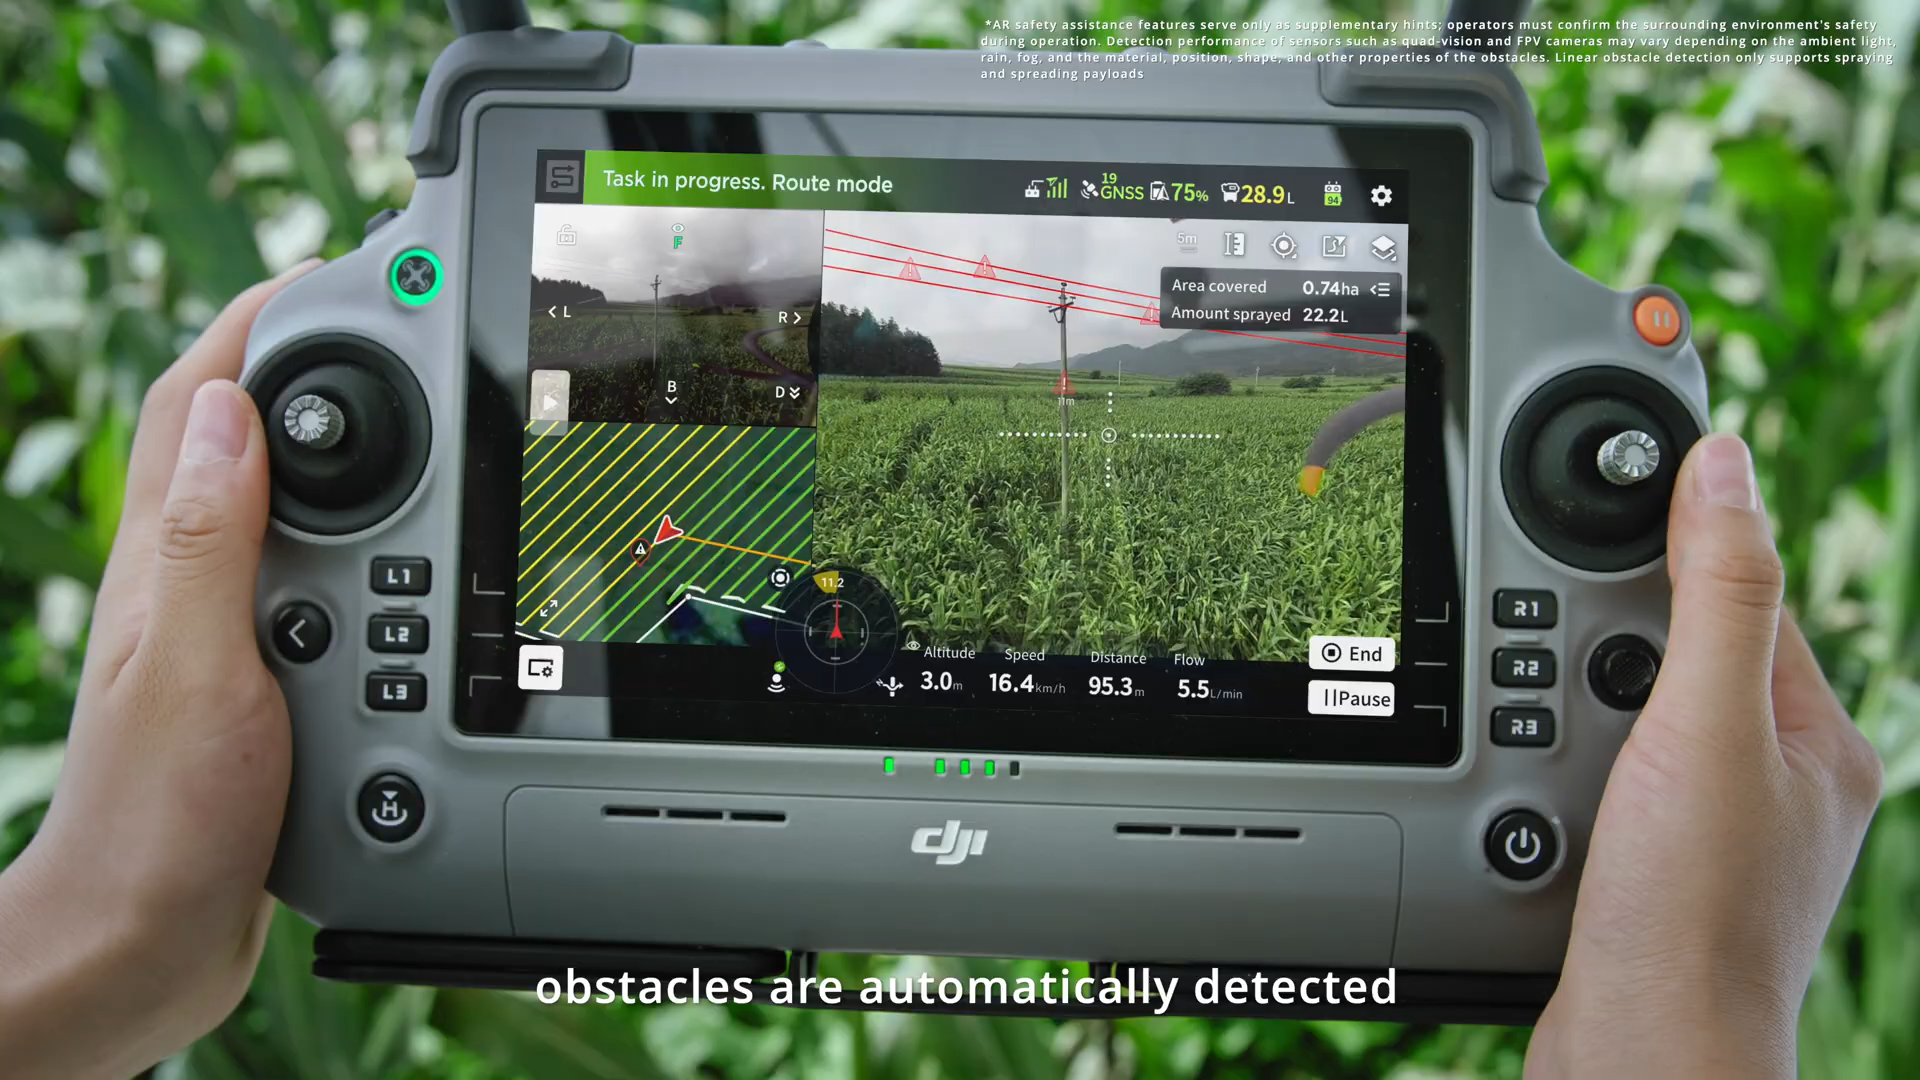 *AR safety assistance features serve only as supplementary hints; operators must confirm the surrounding environment's safety
during operation. Detection performance of sensors such as quad-vision and FPV cameras may vary depending on the ambient light,
rain, fog, and the material, position, shape, and other properties of the obstacles. Linear obstacle detection only supports spraying
and spreading payloads
Task in progress. Route mode
19
GNSS
75%
28.9L
94
F
< L
R >
B
D
5m
Area covered 0.74ha
Amount sprayed 22.2L
11m
11.2
Altitude Speed Distance Flow
3.0m 16.4km/h 95.3m 5.5L/min
End
||Pause
L1
L2
L3
R1
R2
R3
H
dji
obstacles are automatically detected